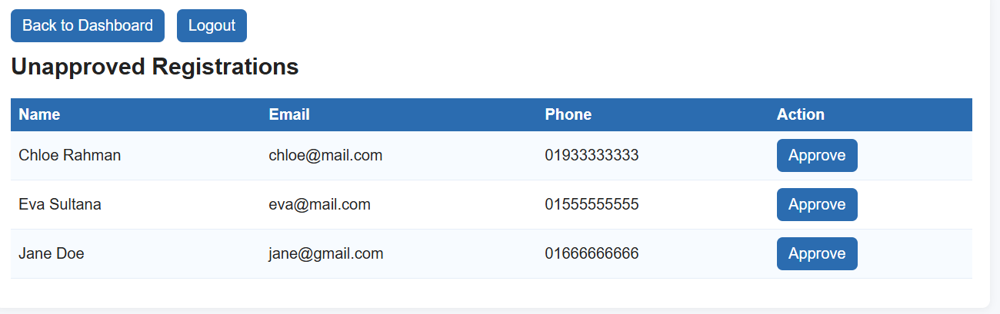 Back to Dashboard Logout
Unapproved Registrations
Name Email Phone Action
Chloe Rahman chloe@mail.com 01933333333 Approve
Eva Sultana eva@mail.com 01555555555 Approve
Jane Doe jane@gmail.com 01666666666 Approve